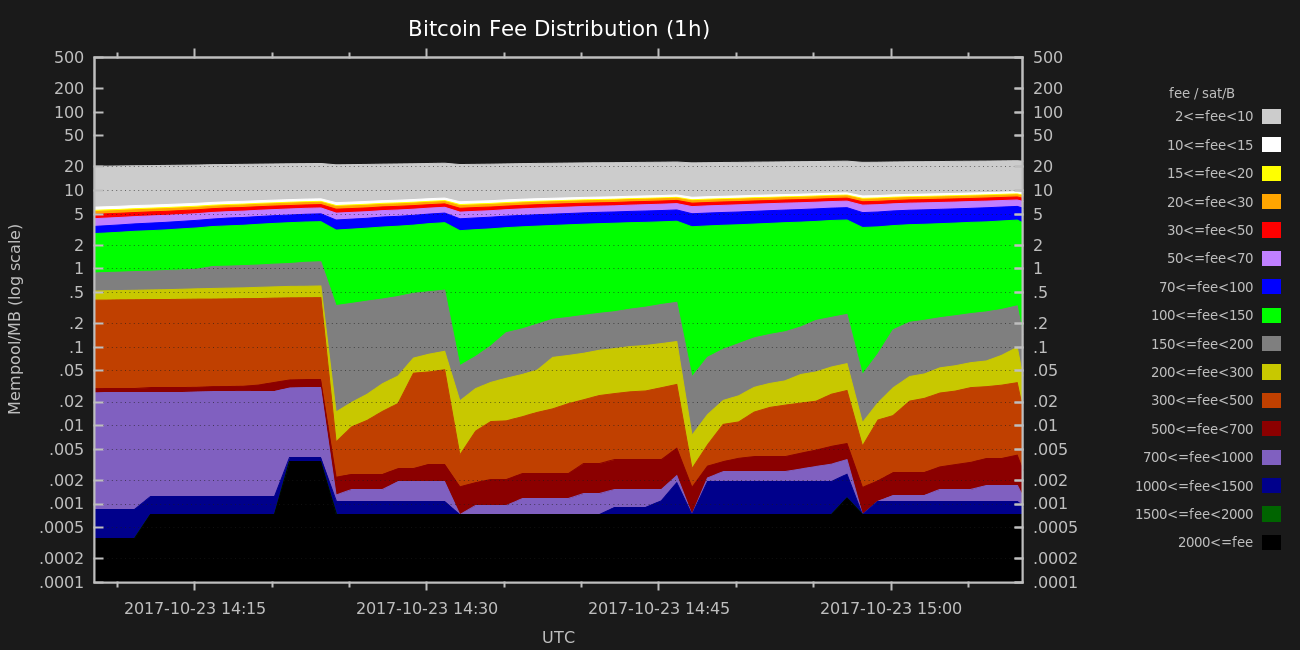 Bitcoin Fee Distribution (1h)
Mempool/MB (log scale)
500
200
100
50
20
10
5
2
1
.5
.2
.1
.05
.02
.01
.005
.002
.001
.0005
.0002
.0001
500
200
100
50
20
10
5
2
1
.5
.2
.1
.05
.02
.01
.005
.002
.001
.0005
.0002
.0001
2017-10-23 14:15
2017-10-23 14:30
2017-10-23 14:45
2017-10-23 15:00
UTC
fee / sat/B
2<=fee<10
10<=fee<15
15<=fee<20
20<=fee<30
30<=fee<50
50<=fee<70
70<=fee<100
100<=fee<150
150<=fee<200
200<=fee<300
300<=fee<500
500<=fee<700
700<=fee<1000
1000<=fee<1500
1500<=fee<2000
2000<=fee